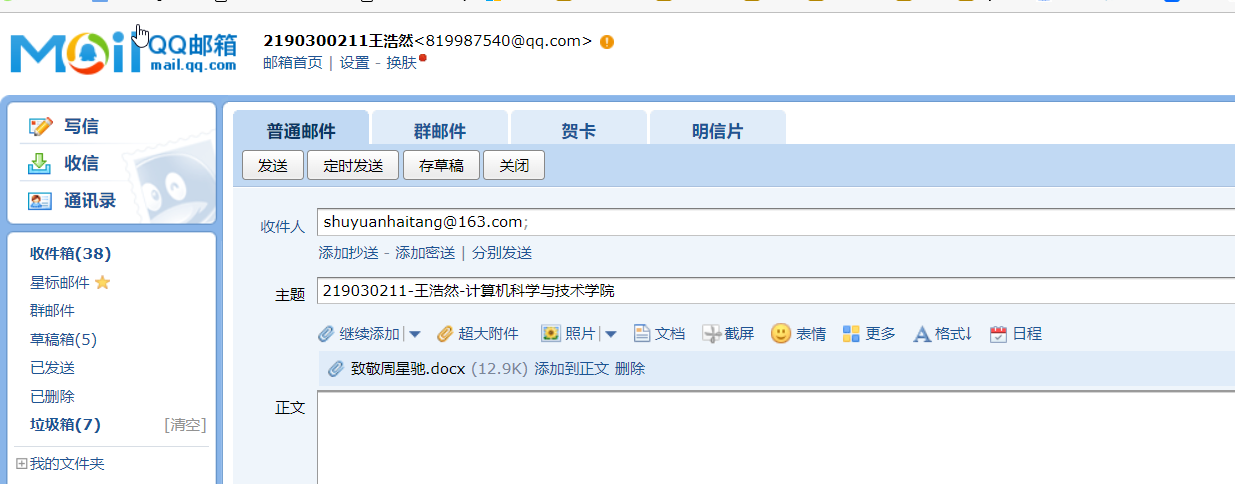 Mail QQ邮箱
mail.qq.com
2190300211王浩然<819987540@qq.com>
邮箱首页 | 设置 - 换肤
写信
收信
通讯录
收件箱(38)
星标邮件
群邮件
草稿箱(5)
已发送
已删除
垃圾箱(7) [清空]
我的文件夹
普通邮件 群邮件 贺卡 明信片
发送 定时发送 存草稿 关闭
收件人 shuyuanhaitang@163.com;
添加抄送 - 添加密送 | 分别发送
主题 219030211-王浩然-计算机科学与技术学院
继续添加 | 超大附件 照片 | 文档 截屏 表情 更多 格式↓ 日程
致敬周星驰.docx (12.9K) 添加到正文 删除
正文